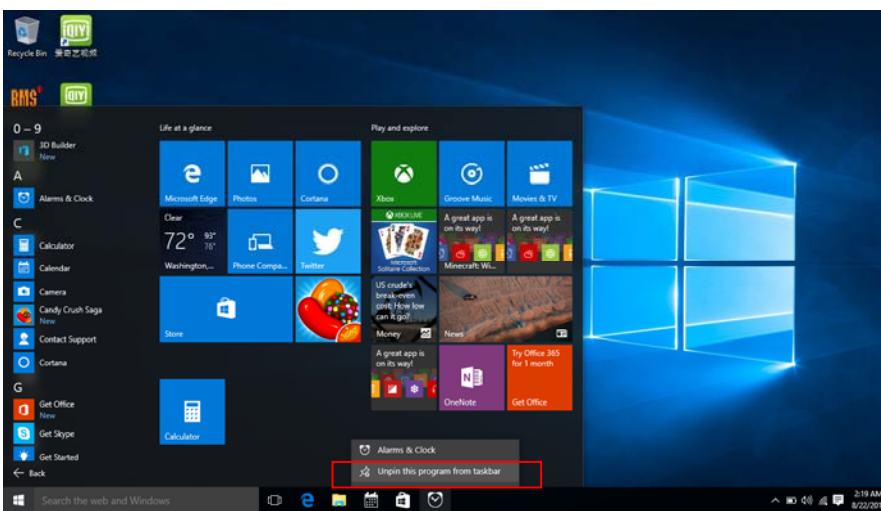 Recycle Bin
爱奇艺视频
RMS
iQIYI
0 – 9
3D Builder
New
A
Alarms & Clock
C
Calculator
Calendar
Camera
Candy Crush Saga
New
Contact Support
Cortana
G
Get Office
New
Get Skype
Get Started
Back
Life at a glance
Microsoft Edge
Photos
Cortana
Clear
72° 93°
76°
Washington,...
Phone Compa...
Twitter
Store
Calculator
Play and explore
Xbox
Groove Music
Movies & TV
XBOX LIVE
Microsoft
Solitaire Collection
A great app is
on its way!
Minecraft: Wi...
A great app is
on its way!
US crude's
break-even
cost: How low
can it go?
Money
News
A great app is
on its way!
OneNote
Try Office 365
for 1 month
Get Office
Alarms & Clock
Unpin this program from taskbar
Search the web and Windows
2:19 AM
8/22/201